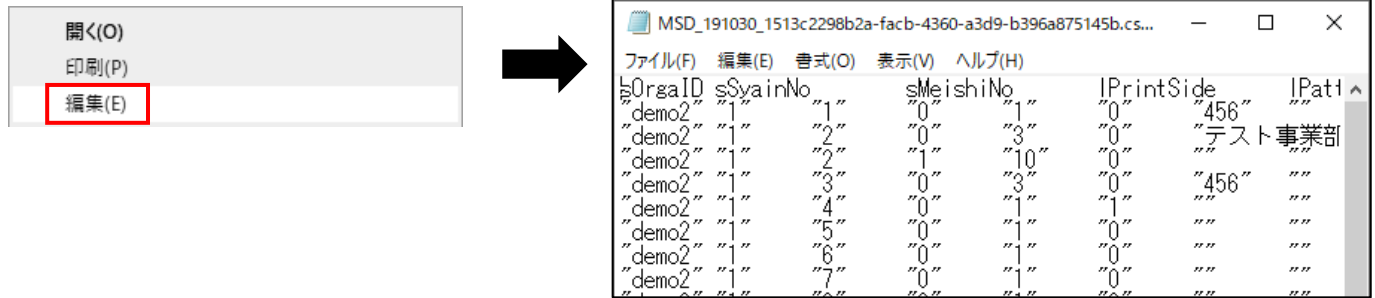 開く(O)
印刷(P)
編集(E)
MSD_191030_1513c2298b2a-facb-4360-a3d9-b396a875145b.cs...
ファイル(F) 編集(E) 書式(O) 表示(V) ヘルプ(H)
sOrgaID sSyainNo sMeishiNo lPrintSide lPatt
"demo2" "1" "1" "0" "1" "0" "456" ""
"demo2" "1" "2" "0" "3" "0" "テスト事業部
"demo2" "1" "2" "1" "10" "0" "" ""
"demo2" "1" "3" "0" "3" "0" "456" ""
"demo2" "1" "4" "0" "1" "1" "" ""
"demo2" "1" "5" "0" "1" "0" "" ""
"demo2" "1" "6" "0" "1" "0" "" ""
"demo2" "1" "7" "0" "1" "0" "" ""